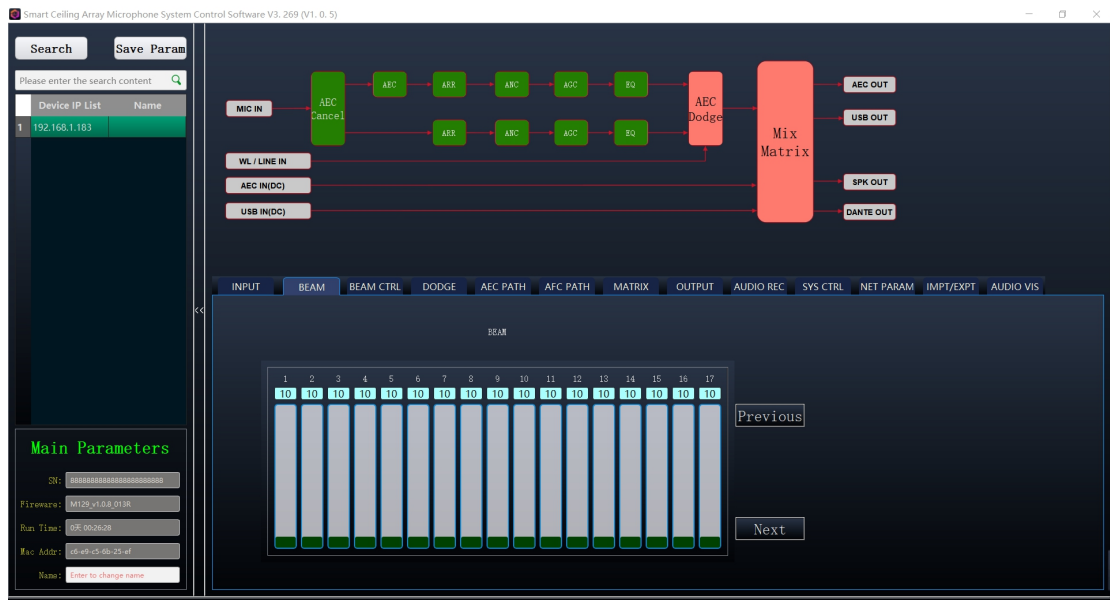 Smart Ceiling Array Microphone System Control Software V3. 269 (V1. 0. 5)
Search Save Param
Please enter the search content
Device IP List Name
1 192.168.1.183
Main Parameters
SN: 88888888888888888888888
Fireware: M129_v1.0.8_013R
Run Time: 0天 00:26:28
Mac Addr: c6-e9-c5-6b-25-ef
Name: Enter to change name
MIC IN
AEC Cancel
AEC ARR ANC AGC EQ
ARR ANC AGC EQ
AEC Dodge
WL / LINE IN
AEC IN(DC)
USB IN(DC)
Mix Matrix
AEC OUT
USB OUT
SPK OUT
DANTE OUT
<<
INPUT BEAM BEAM CTRL DODGE AEC PATH AFC PATH MATRIX OUTPUT AUDIO REC SYS CTRL NET PARAM IMPT/EXPT AUDIO VIS
BEAM
1 2 3 4 5 6 7 8 9 10 11 12 13 14 15 16 17
10 10 10 10 10 10 10 10 10 10 10 10 10 10 10 10 10
Previous
Next